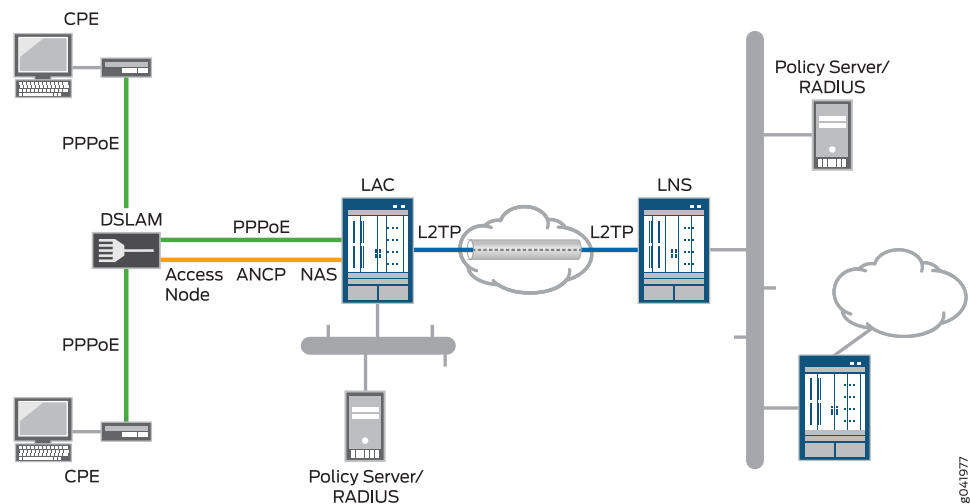 CPE
Policy Server/
RADIUS
PPPoE
LAC
LNS
DSLAM
PPPoE
L2TP
L2TP
Access
Node
ANCP
NAS
PPPoE
CPE
Policy Server/
RADIUS
g041977